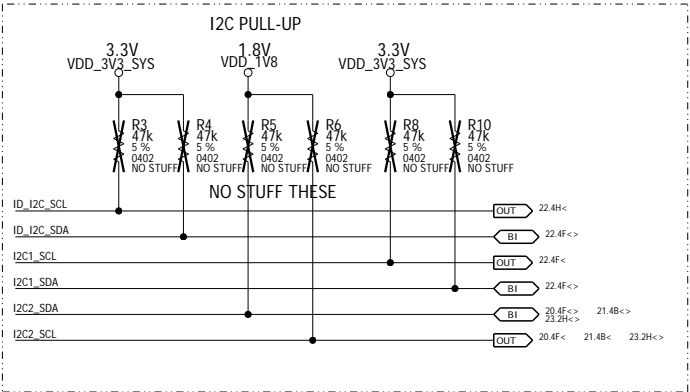 I2C PULL-UP
3.3V
VDD_3V3_SYS
1.8V
VDD_1V8
3.3V
VDD_3V3_SYS
R3
47k
5 %
0402
NO STUFF
R4
47k
5 %
0402
NO STUFF
R5
47k
5 %
0402
NO STUFF
R6
47k
5 %
0402
NO STUFF
R8
47k
5 %
0402
NO STUFF
R10
47k
5 %
0402
NO STUFF
NO STUFF THESE
ID_I2C_SCL OUT 22.4H<
ID_I2C_SDA BI 22.4F<>
I2C1_SCL OUT 22.4F<
I2C1_SDA BI 22.4F<>
I2C2_SDA BI 20.4F<> 21.4B<>
23.2H<>
I2C2_SCL OUT 20.4F< 21.4B< 23.2H<>